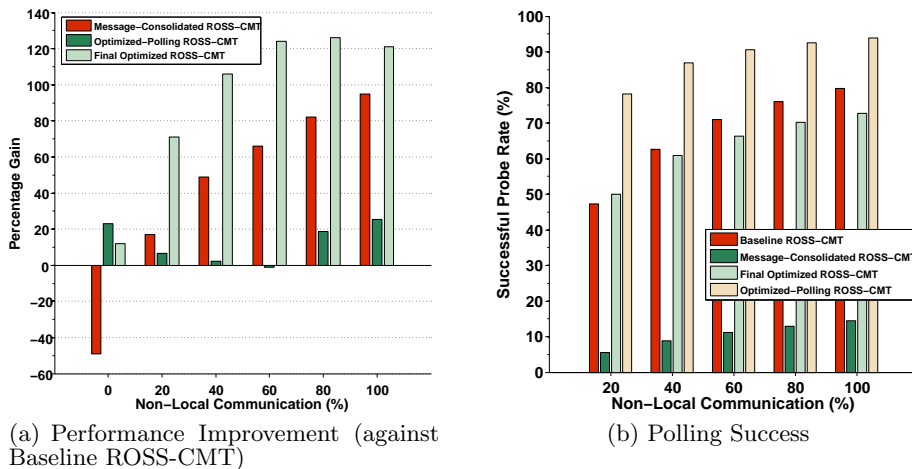 140
120
100
80
60
40
20
0
−20
−40
−60
Percentage Gain
Message−Consolidated ROSS−CMT
Optimized−Polling ROSS−CMT
Final Optimized ROSS−CMT
0 20 40 60 80 100
Non−Local Communication (%)
(a) Performance Improvement (against
Baseline ROSS-CMT)
100
90
80
70
60
50
40
30
20
10
0
Successful Probe Rate (%)
Baseline ROSS−CMT
Message−Consolidated ROSS−CMT
Final Optimized ROSS−CMT
Optimized−Polling ROSS−CMT
20 40 60 80 100
Non−Local Communication (%)
(b) Polling Success